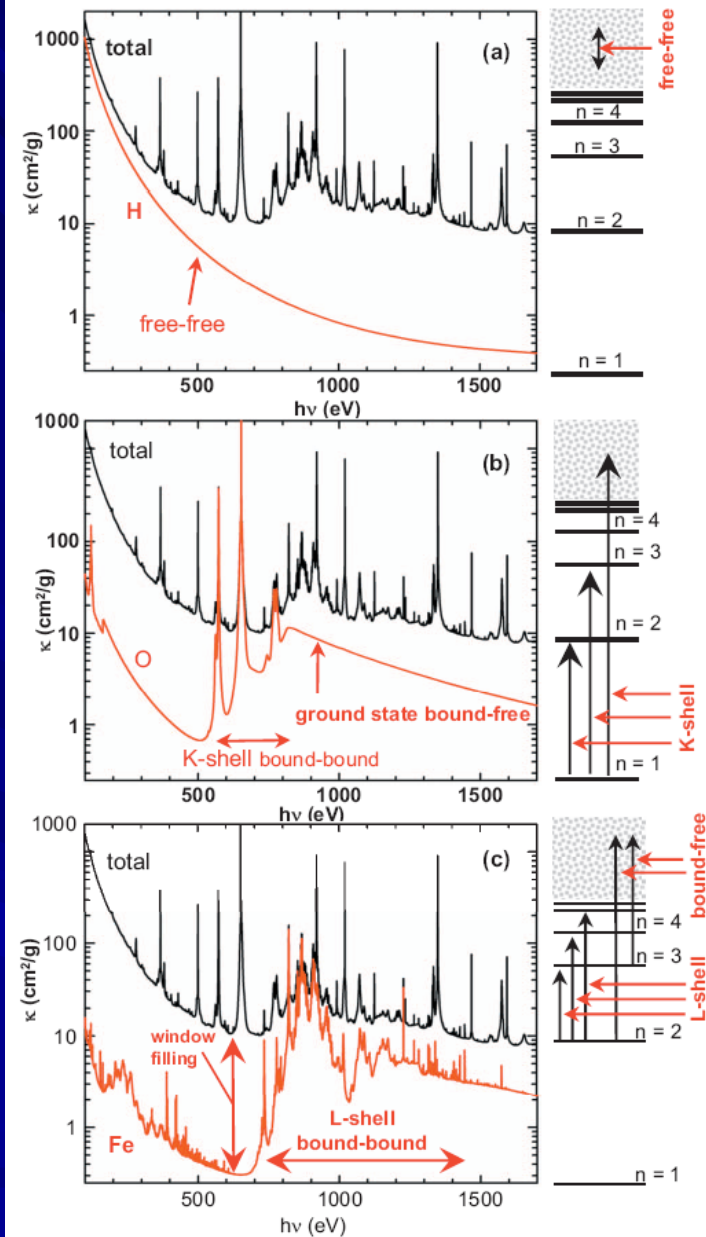 1000
100
10
1
κ (cm²/g)
total
(a)
H
free-free
500
1000
1500
hν (eV)
free-free
n = 4
n = 3
n = 2
n = 1
1000
100
10
1
κ (cm²/g)
total
(b)
O
ground state bound-free
K-shell bound-bound
500
1000
1500
hν (eV)
n = 4
n = 3
n = 2
n = 1
K-shell
1000
100
10
1
κ (cm²/g)
total
(c)
window
filling
Fe
L-shell
bound-bound
500
1000
1500
hν (eV)
bound-free
n = 4
n = 3
L-shell
n = 2
n = 1